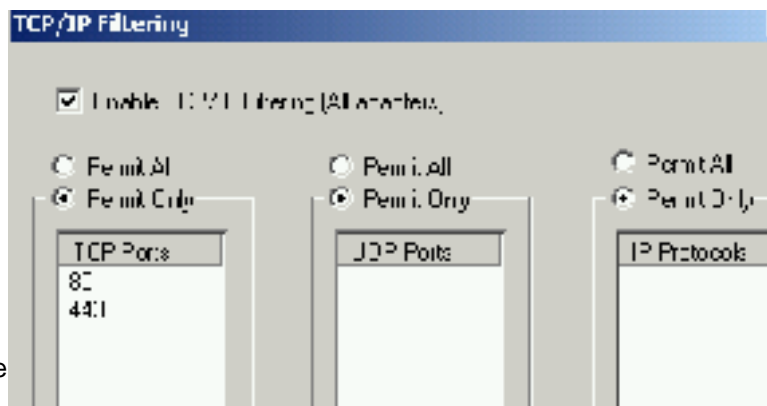 TCP/IP Filtering
Enable TCP/IP Filtering (All adapters)
Permit All Permit All Permit All
Permit Only Permit Only Permit Only
TCP Ports UDP Ports IP Protocols
80
e